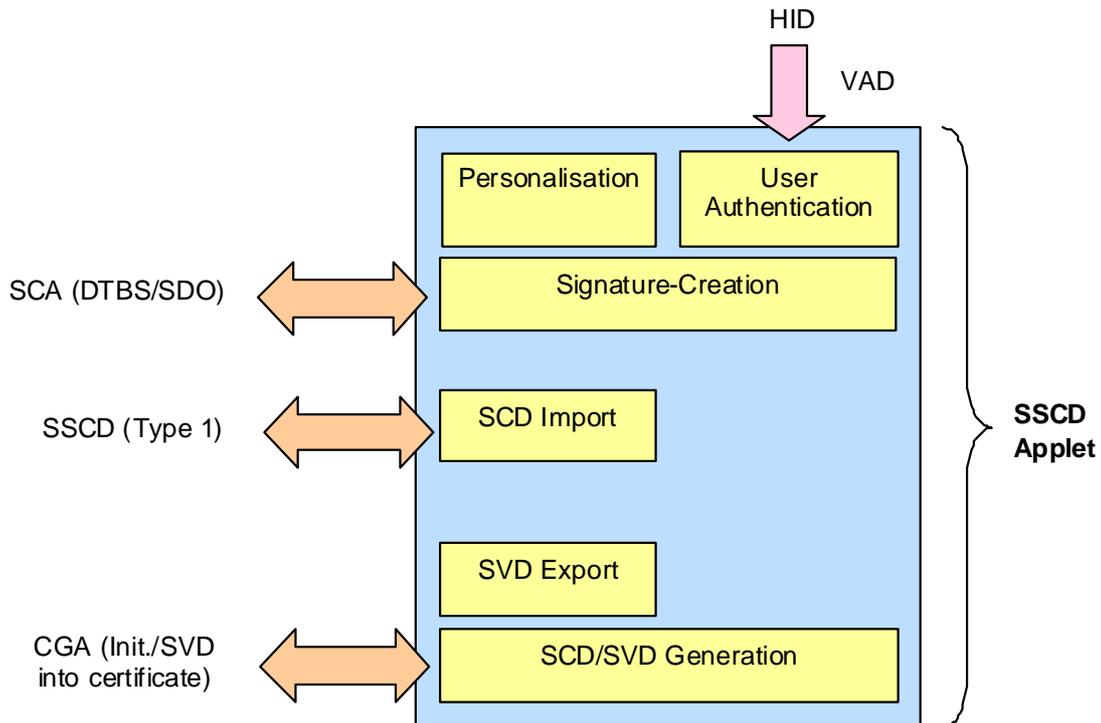 HID
VAD
Personalisation
User
Authentication
SCA (DTBS/SDO)
Signature-Creation
SSCD (Type 1)
SCD Import
SSCD
Applet
SVD Export
CGA (Init./SVD
into certificate)
SCD/SVD Generation